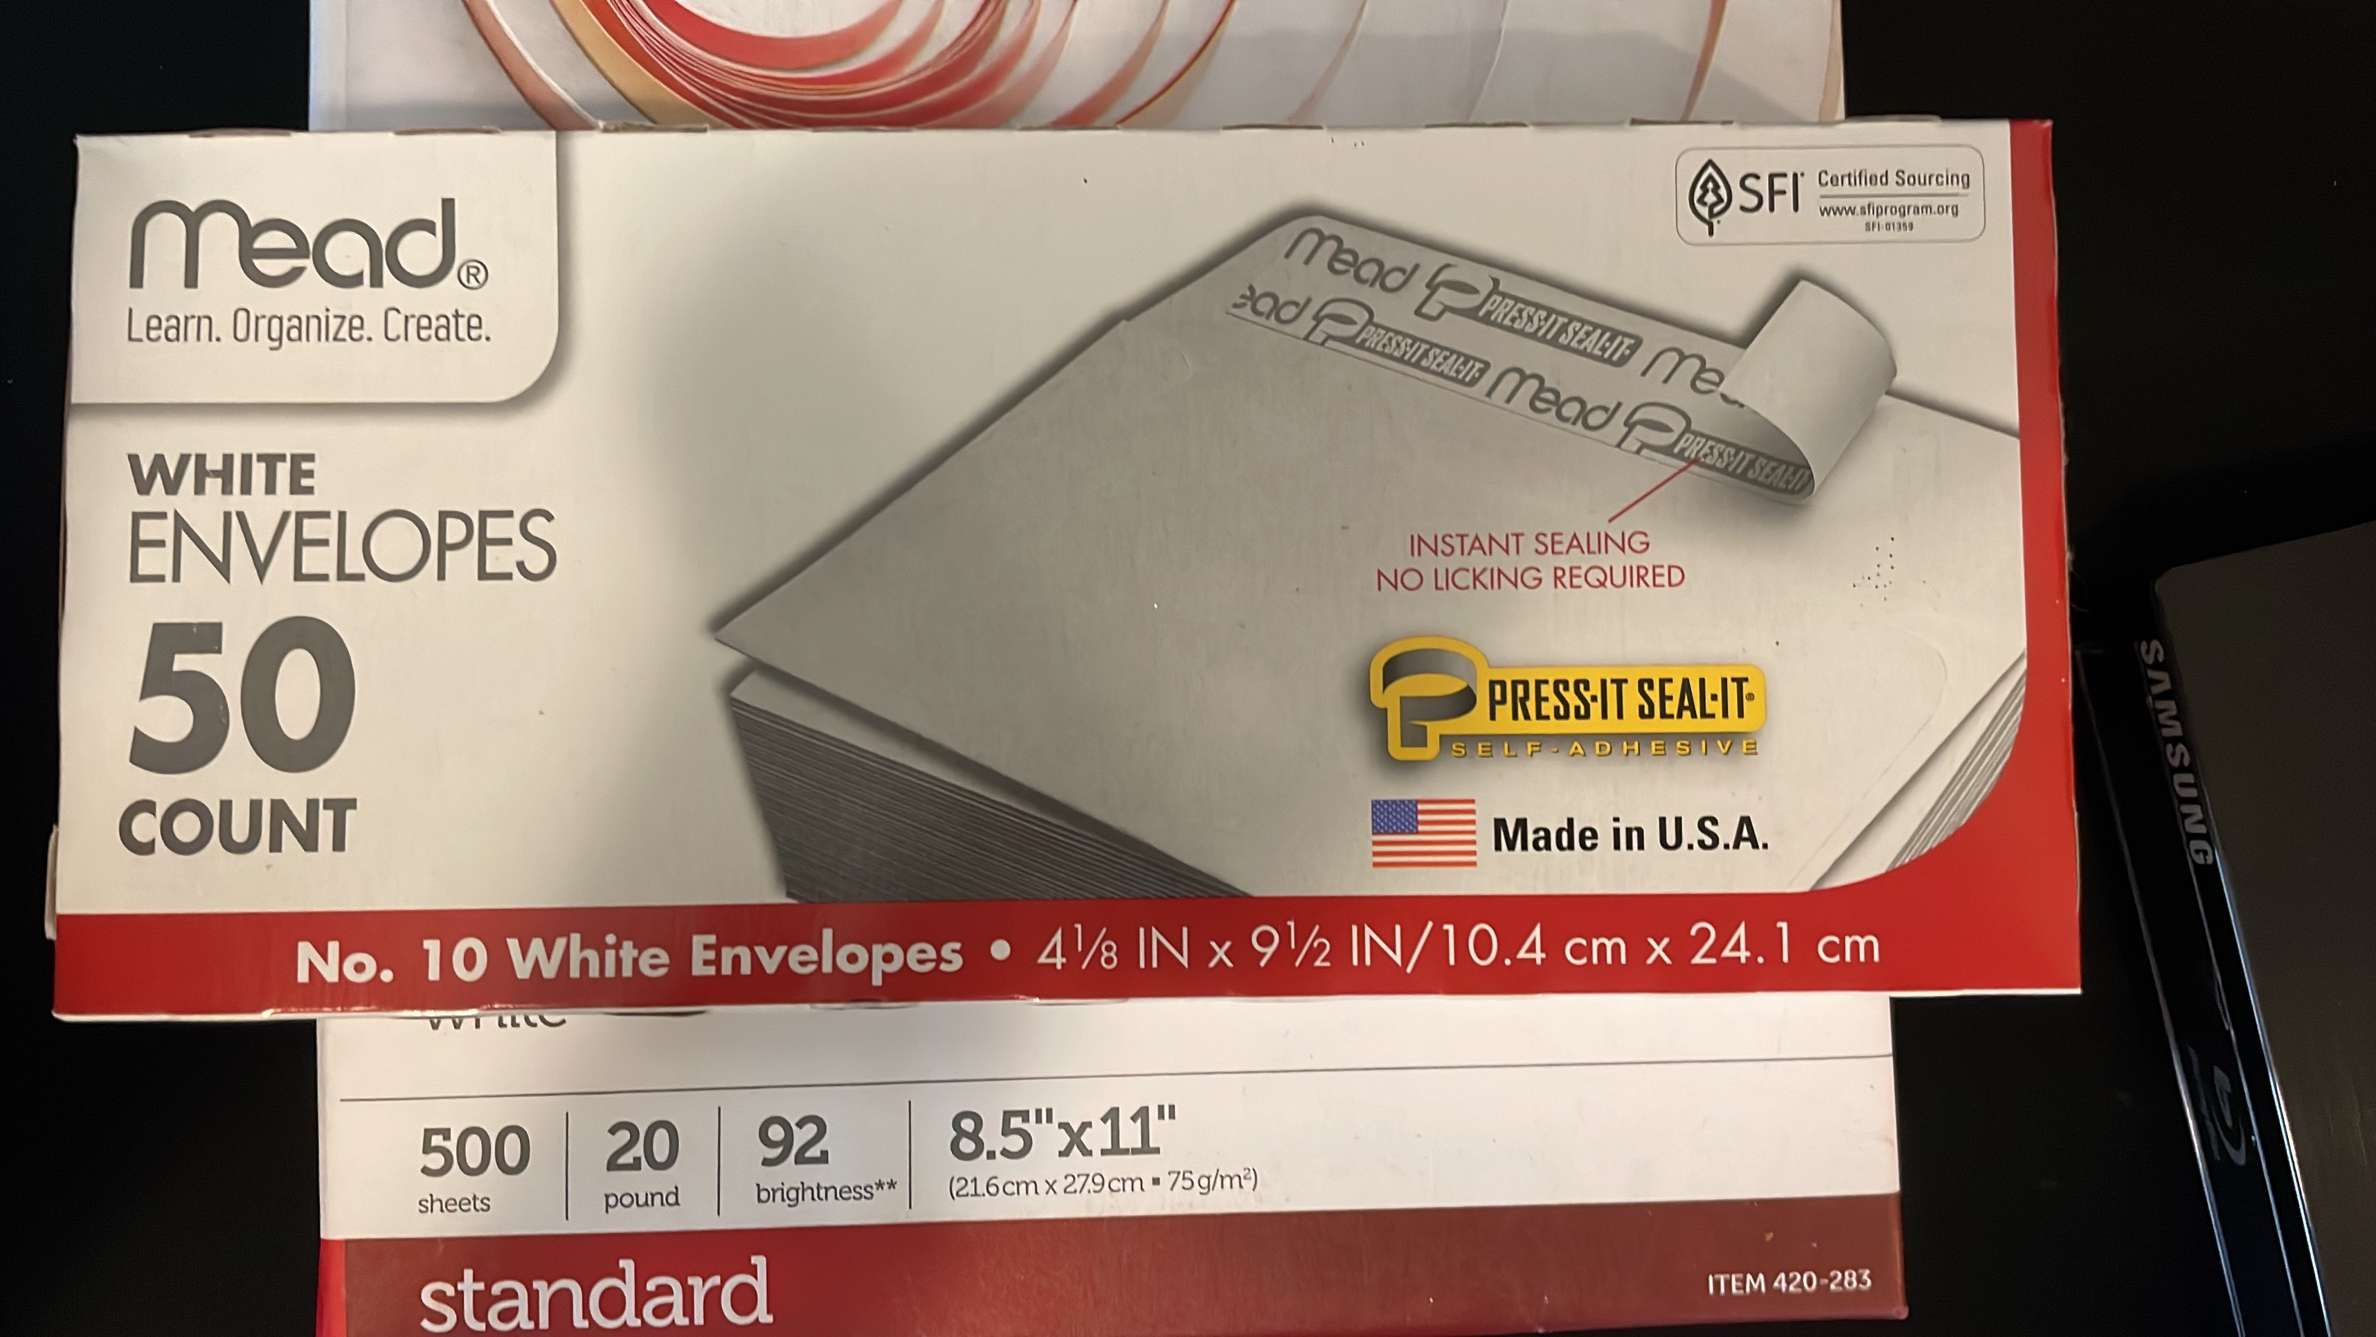 mead®
Learn. Organize. Create.
WHITE
ENVELOPES
50
COUNT
SFI
Certified Sourcing
www.sfiprogram.org
SFI-01359
mead PRESS-IT SEAL-IT
PRESS-IT SEAL-IT mead PRESS-IT SEAL-IT
INSTANT SEALING
NO LICKING REQUIRED
PRESS·IT SEAL·IT®
SELF-ADHESIVE
Made in U.S.A.
No. 10 White Envelopes • 4⅛ IN x 9½ IN/10.4 cm x 24.1 cm
500
sheets
20
pound
92
brightness**
8.5"x11"
(21.6cm x 27.9cm ▪ 75g/m²)
standard
ITEM 420-283
SAMSUNG